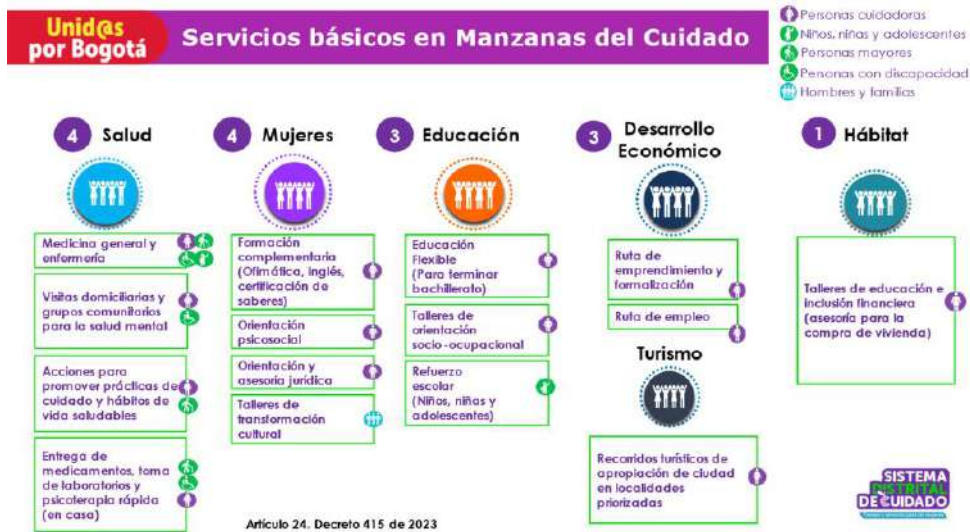 Unid@s
por Bogotá
Servicios básicos en Manzanas del Cuidado
Personas cuidadoras
Niños, niñas y adolescentes
Personas mayores
Personas con discapacidad
Hombres y familias
4 Salud
Medicina general y
enfermería
Visitas domiciliarias y
grupos comunitarios
para la salud mental
Acciones para
promover prácticas de
cuidado y hábitos de
vida saludables
Entrega de
medicamentos, toma
de laboratorios y
psicoterapia rápida
(en casa)
4 Mujeres
Formación
complementaria
(Ofimática, inglés,
certificación de
saberes)
Orientación
psicosocial
Orientación y
asesoría jurídica
Talleres de
transformación
cultural
3 Educación
Educación
Flexible
(Para terminar
bachillerato)
Talleres de
orientación
socio-ocupacional
Refuerzo
escolar
(Niños, niñas y
adolescentes)
3 Desarrollo
Económico
Ruta de
emprendimiento y
formalización
Ruta de empleo
Turismo
Recorridos turísticos de
apropiación de ciudad
en localidades
priorizadas
1 Hábitat
Talleres de educación e
inclusión financiera
(asesoría para la
compra de vivienda)
Artículo 24. Decreto 415 de 2023
SISTEMA
DISTRITAL
DE CUIDADO